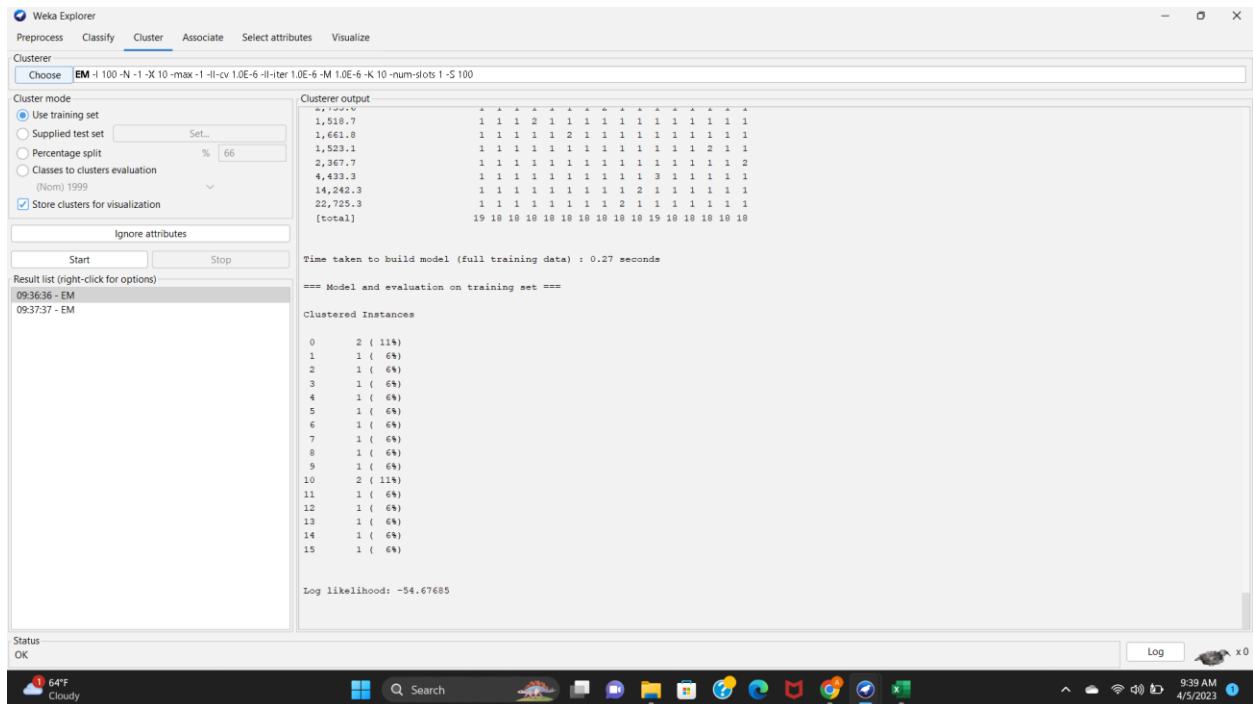 Weka Explorer
Preprocess Classify Cluster Associate Select attributes Visualize
Clusterer
Choose EM -I 100 -N -1 -X 10 -max -1 -ll-cv 1.0E-6 -ll-iter 1.0E-6 -M 1.0E-6 -K 10 -num-slots 1 -S 100
Cluster mode
Use training set
Supplied test set Set...
Percentage split % 66
Classes to clusters evaluation
(Nom) 1999
Store clusters for visualization
Ignore attributes
Start Stop
Result list (right-click for options)
09:36:36 - EM
09:37:37 - EM
Clusterer output
1,518.7 1 1 1 2 1 1 1 1 1 1 1 1 1 1 1 1
1,661.8 1 1 1 1 1 2 1 1 1 1 1 1 1 1 1 1
1,523.1 1 1 1 1 1 1 1 1 1 1 1 1 1 2 1 1
2,367.7 1 1 1 1 1 1 1 1 1 1 1 1 1 1 1 2
4,433.3 1 1 1 1 1 1 1 1 1 1 3 1 1 1 1 1
14,242.3 1 1 1 1 1 1 1 1 1 2 1 1 1 1 1 1
22,725.3 1 1 1 1 1 1 1 1 2 1 1 1 1 1 1 1
[total] 19 18 18 18 18 18 18 18 18 18 19 18 18 18 18 18
Time taken to build model (full training data) : 0.27 seconds
=== Model and evaluation on training set ===
Clustered Instances
0 2 ( 11%)
1 1 ( 6%)
2 1 ( 6%)
3 1 ( 6%)
4 1 ( 6%)
5 1 ( 6%)
6 1 ( 6%)
7 1 ( 6%)
8 1 ( 6%)
9 1 ( 6%)
10 2 ( 11%)
11 1 ( 6%)
12 1 ( 6%)
13 1 ( 6%)
14 1 ( 6%)
15 1 ( 6%)
Log likelihood: -54.67685
Status
OK
Log x 0
1 64°F
Cloudy
Search
9:39 AM
4/5/2023 1